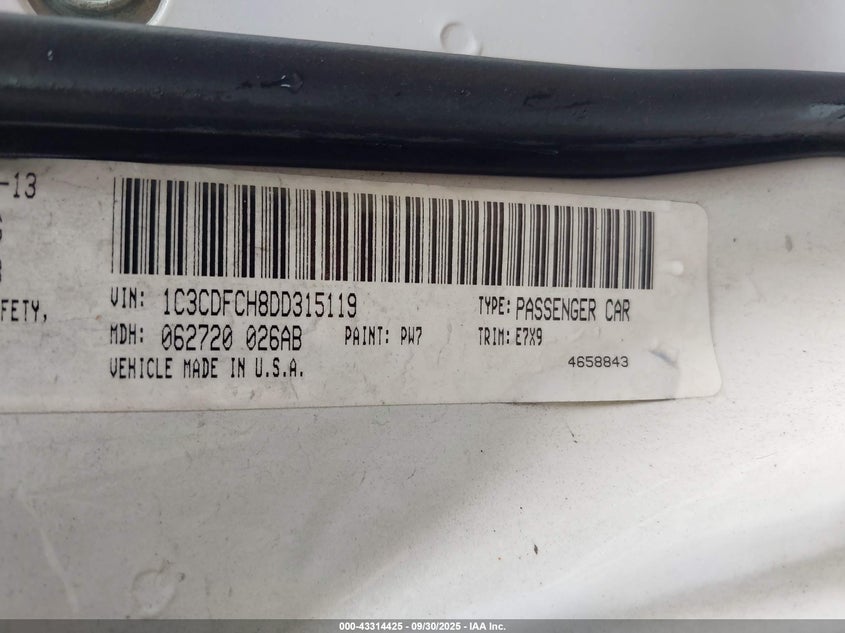 -13
FETY,
VIN: 1C3CDFCH8DD315119 TYPE: PASSENGER CAR
MDH: 062720 026AB PAINT: PW7 TRIM: E7X9
VEHICLE MADE IN U.S.A. 4658843
000-43314425 - 09/30/2025 - IAA Inc.